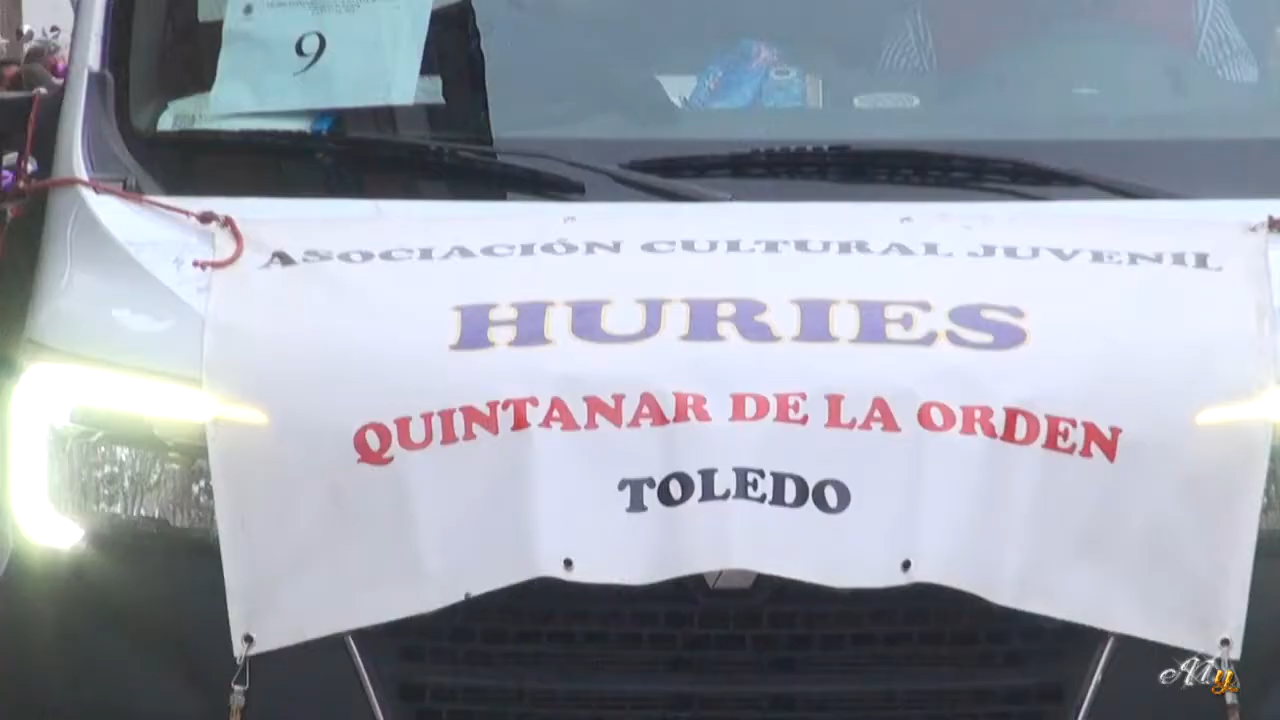 9
ASOCIACIÓN CULTURAL JUVENIL
HURIES
QUINTANAR DE LA ORDEN
TOLEDO